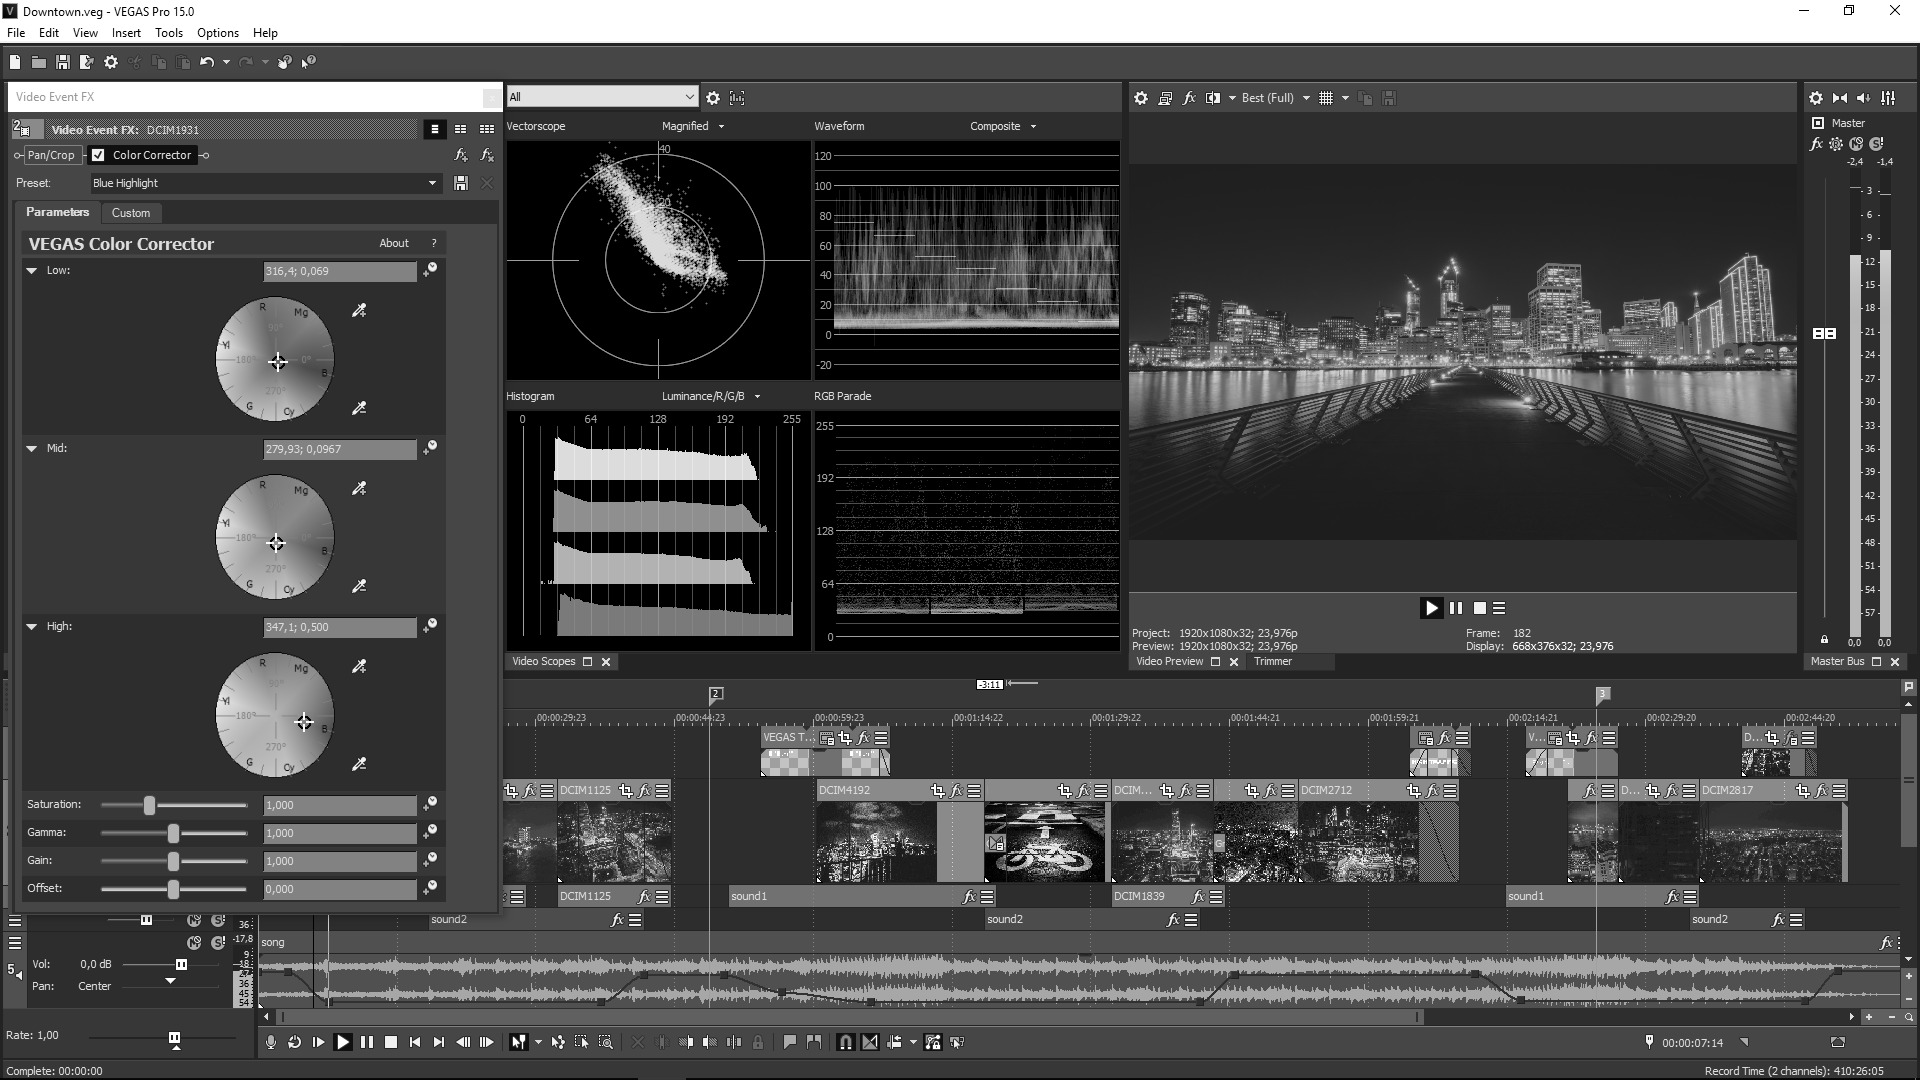 Downtown.veg - VEGAS Pro 15.0
File Edit View Insert Tools Options Help
Video Event FX
Video Event FX: DCIM1931
Pan/Crop Color Corrector
Preset: Blue Highlight
Parameters Custom
VEGAS Color Corrector About ?
Low: 316,4; 0,069
R Mg
90°
Yl 180° 0° B
270°
G Cy
Mid: 279,93; 0,0967
R Mg
Yl 180° B
270°
G Cy
High: 347,1; 0,500
R Mg
90°
Yl 180° B
270°
G Cy
Saturation: 1,000
Gamma: 1,000
Gain: 1,000
Offset: 0,000
All
Vectorscope Magnified
40
20
Waveform Composite
120
100
80
60
40
20
0
-20
Histogram Luminance/R/G/B
0 64 128 192 255
RGB Parade
255
192
128
64
0
Video Scopes
Best (Full)
Project: 1920x1080x32; 23,976p
Preview: 1920x1080x32; 23,976p
Frame: 182
Display: 668x376x32; 23,976
Video Preview Trimmer
Master
-2,4 -1,4
3
6
9
12
15
18
21
24
27
30
33
36
39
42
45
48
51
54
57
0,0 0,0
Master Bus
2 -3:11 3
00:00:29:23 00:00:44:23 00:00:59:23 00:01:14:22 00:01:29:22 00:01:44:21 00:01:59:21 00:02:14:21 00:02:29:20 00:02:44:20
VEGAS T... V... D...
DCIM1125 DCIM4192 DCIM... DCIM2712 D... DCIM2817
DCIM1125 sound1 DCIM1839 sound1
sound2 sound2 sound2
36
-17,8 song
5 Vol: 0,0 dB
Pan: Center
9
18
27
36
45
54
Rate: 1,00
00:00:07:14
Complete: 00:00:00
Record Time (2 channels): 410:26:05